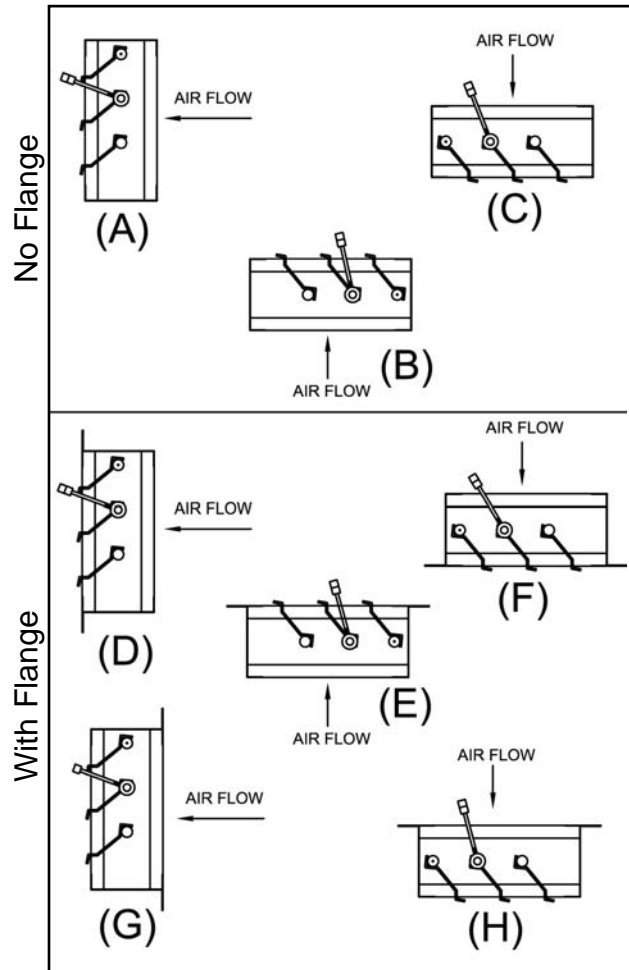 No Flange
AIR FLOW
AIR FLOW
(A)
(C)
(B)
AIR FLOW
With Flange
AIR FLOW
AIR FLOW
(F)
(D)
(E)
AIR FLOW
AIR FLOW
AIR FLOW
(G)
(H)